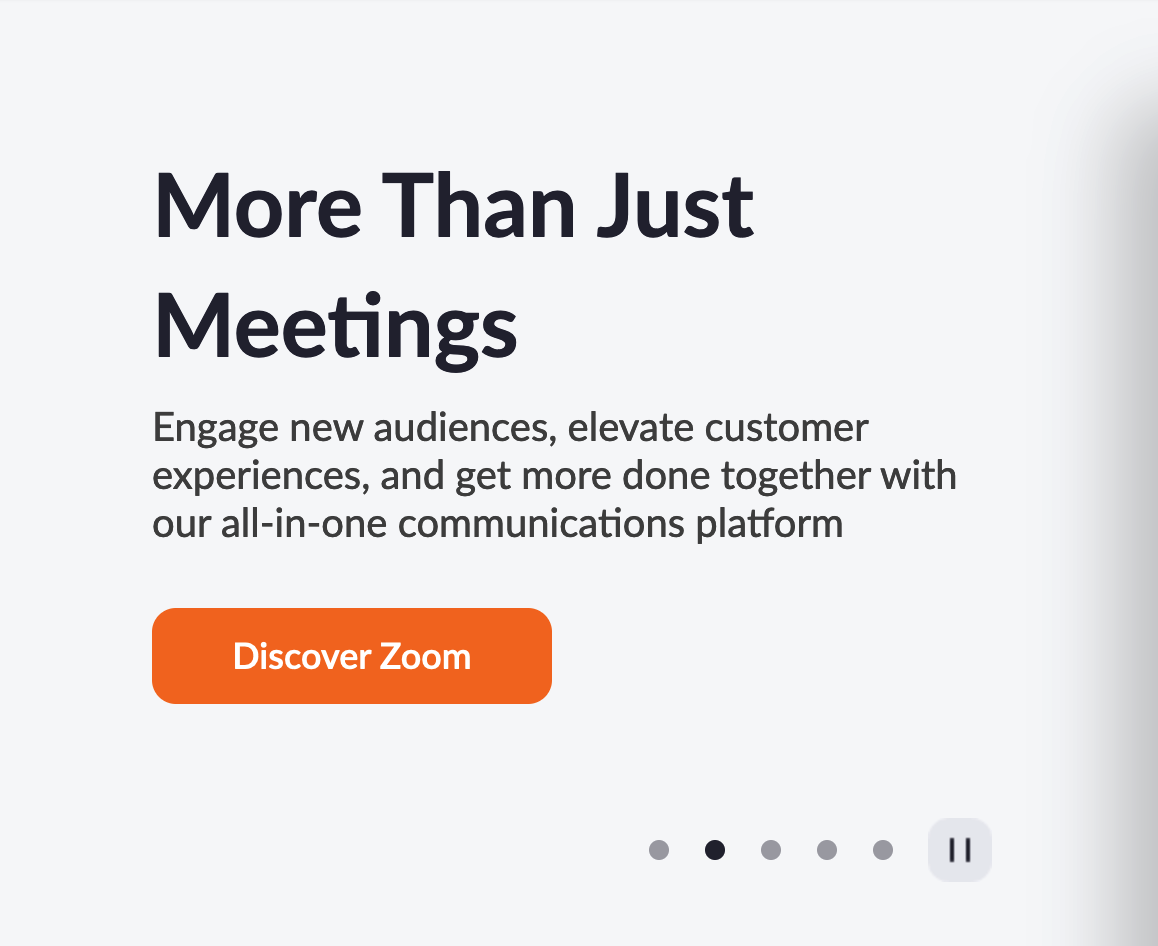 More Than Just
Meetings
Engage new audiences, elevate customer
experiences, and get more done together with
our all-in-one communications platform
Discover Zoom